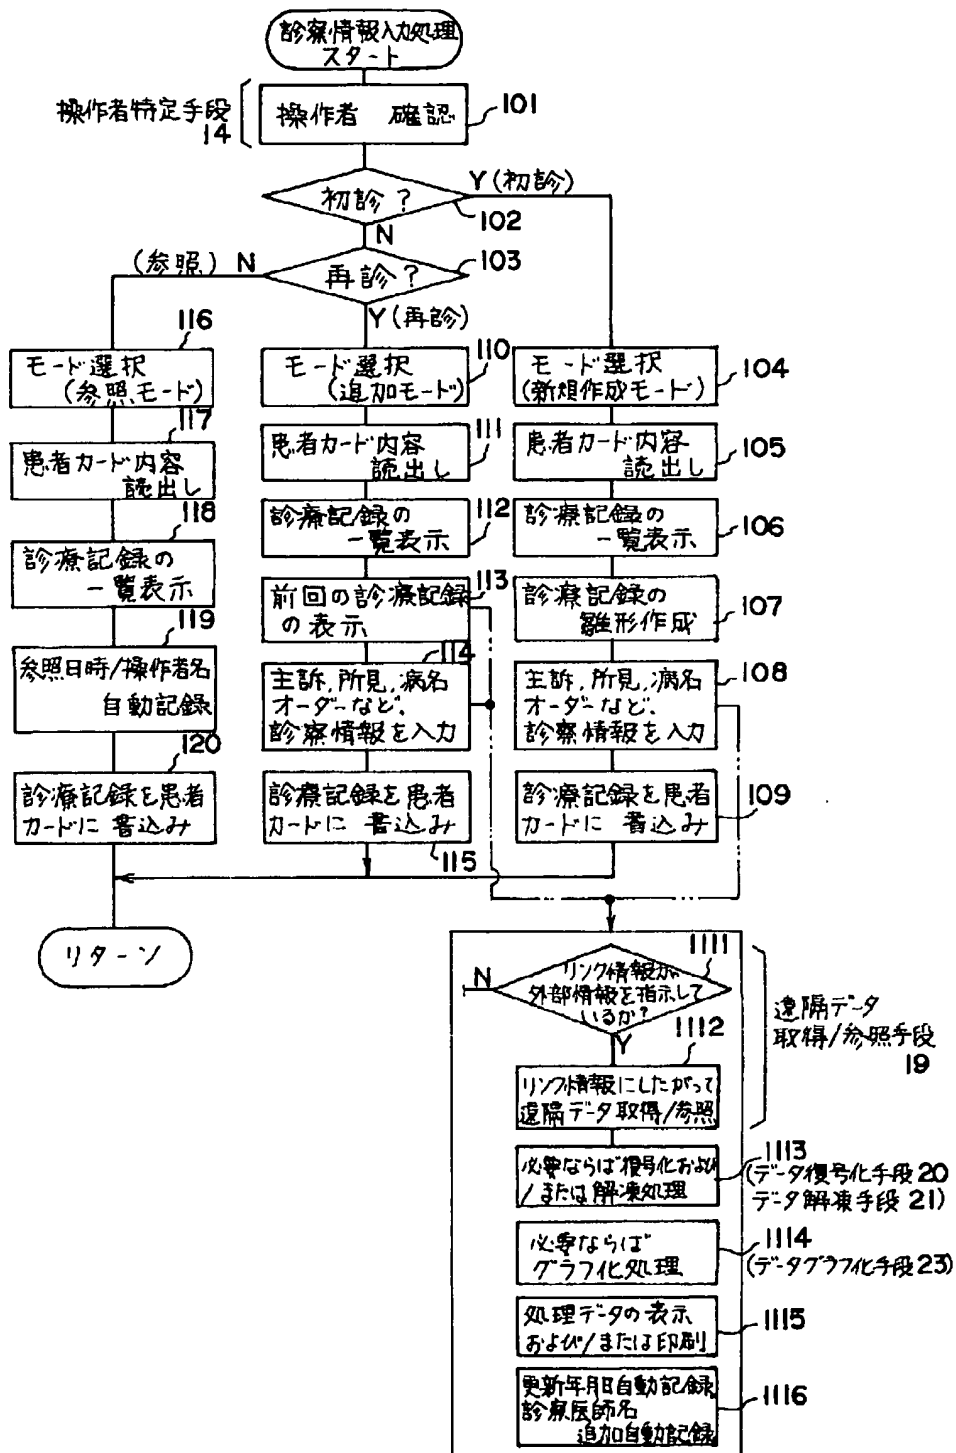 診察情報入力処理
スタート
操作者特定手段
14
操作者 確認
101
初診?
102
Y(初診)
N
再診?
103
(参照) N
Y(再診)
116
モード選択
(参照モード)
117
患者カード内容
読出し
118
診療記録の
一覧表示
119
参照日時/操作者名
自動記録
120
診療記録を患者
カードに書込み
モード選択
(追加モード)
110
患者カード内容
読出し
111
診療記録の
一覧表示
112
前回の診療記録
の表示
113
114
主訴,所見,病名
オーダーなど、
診察情報を入力
診療記録を患者
カードに書込み
115
モード選択
(新規作成モード)
104
患者カード内容
読出し
105
診療記録の
一覧表示
106
診療記録の
雛形作成
107
主訴,所見,病名
オーダーなど、
診察情報を入力
108
診療記録を患者
カードに書込み
109
リターン
1111
リンク情報が
外部情報を指示して
いるか?
N
Y
1112
リンク情報にしたがって
遠隔データ取得/参照
遠隔データ
取得/参照手段
19
必要ならば復号化および
/または解凍処理
1113
(データ復号化手段20
データ解凍手段21)
必要ならば
グラフ化処理
1114
(データグラフ化手段23)
処理データの表示
および/または印刷
1115
更新年月日自動記録
診療医師名
追加自動記録
1116